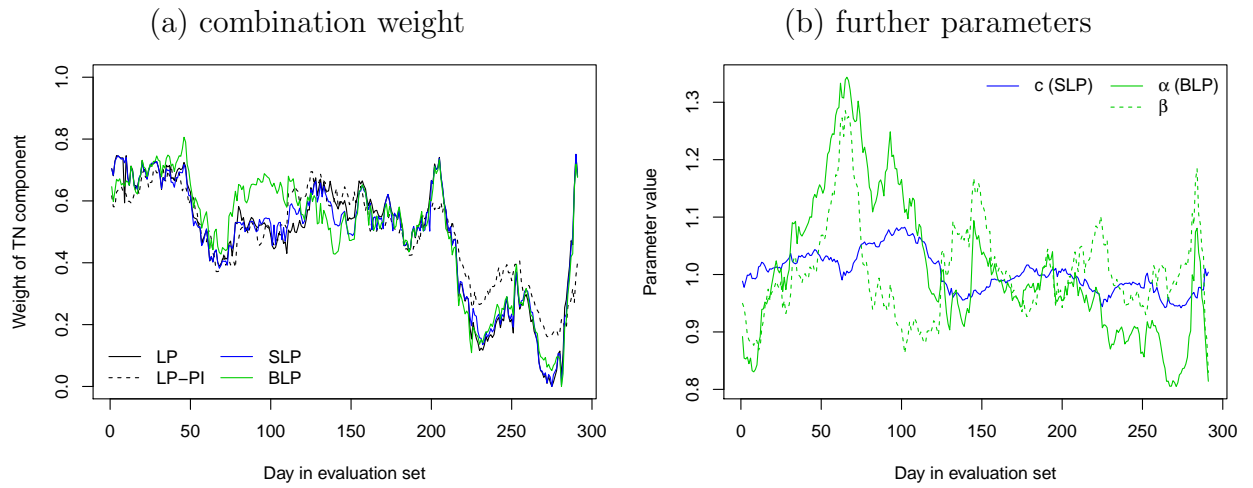 (a) combination weight
Weight of TN component
1.0
0.8
0.6
0.4
0.2
0.0
LP
LP−PI
SLP
BLP
0 50 100 150 200 250 300
Day in evaluation set
(b) further parameters
Parameter value
1.3
1.2
1.1
1.0
0.9
0.8
c (SLP)
α (BLP)
β
0 50 100 150 200 250 300
Day in evaluation set